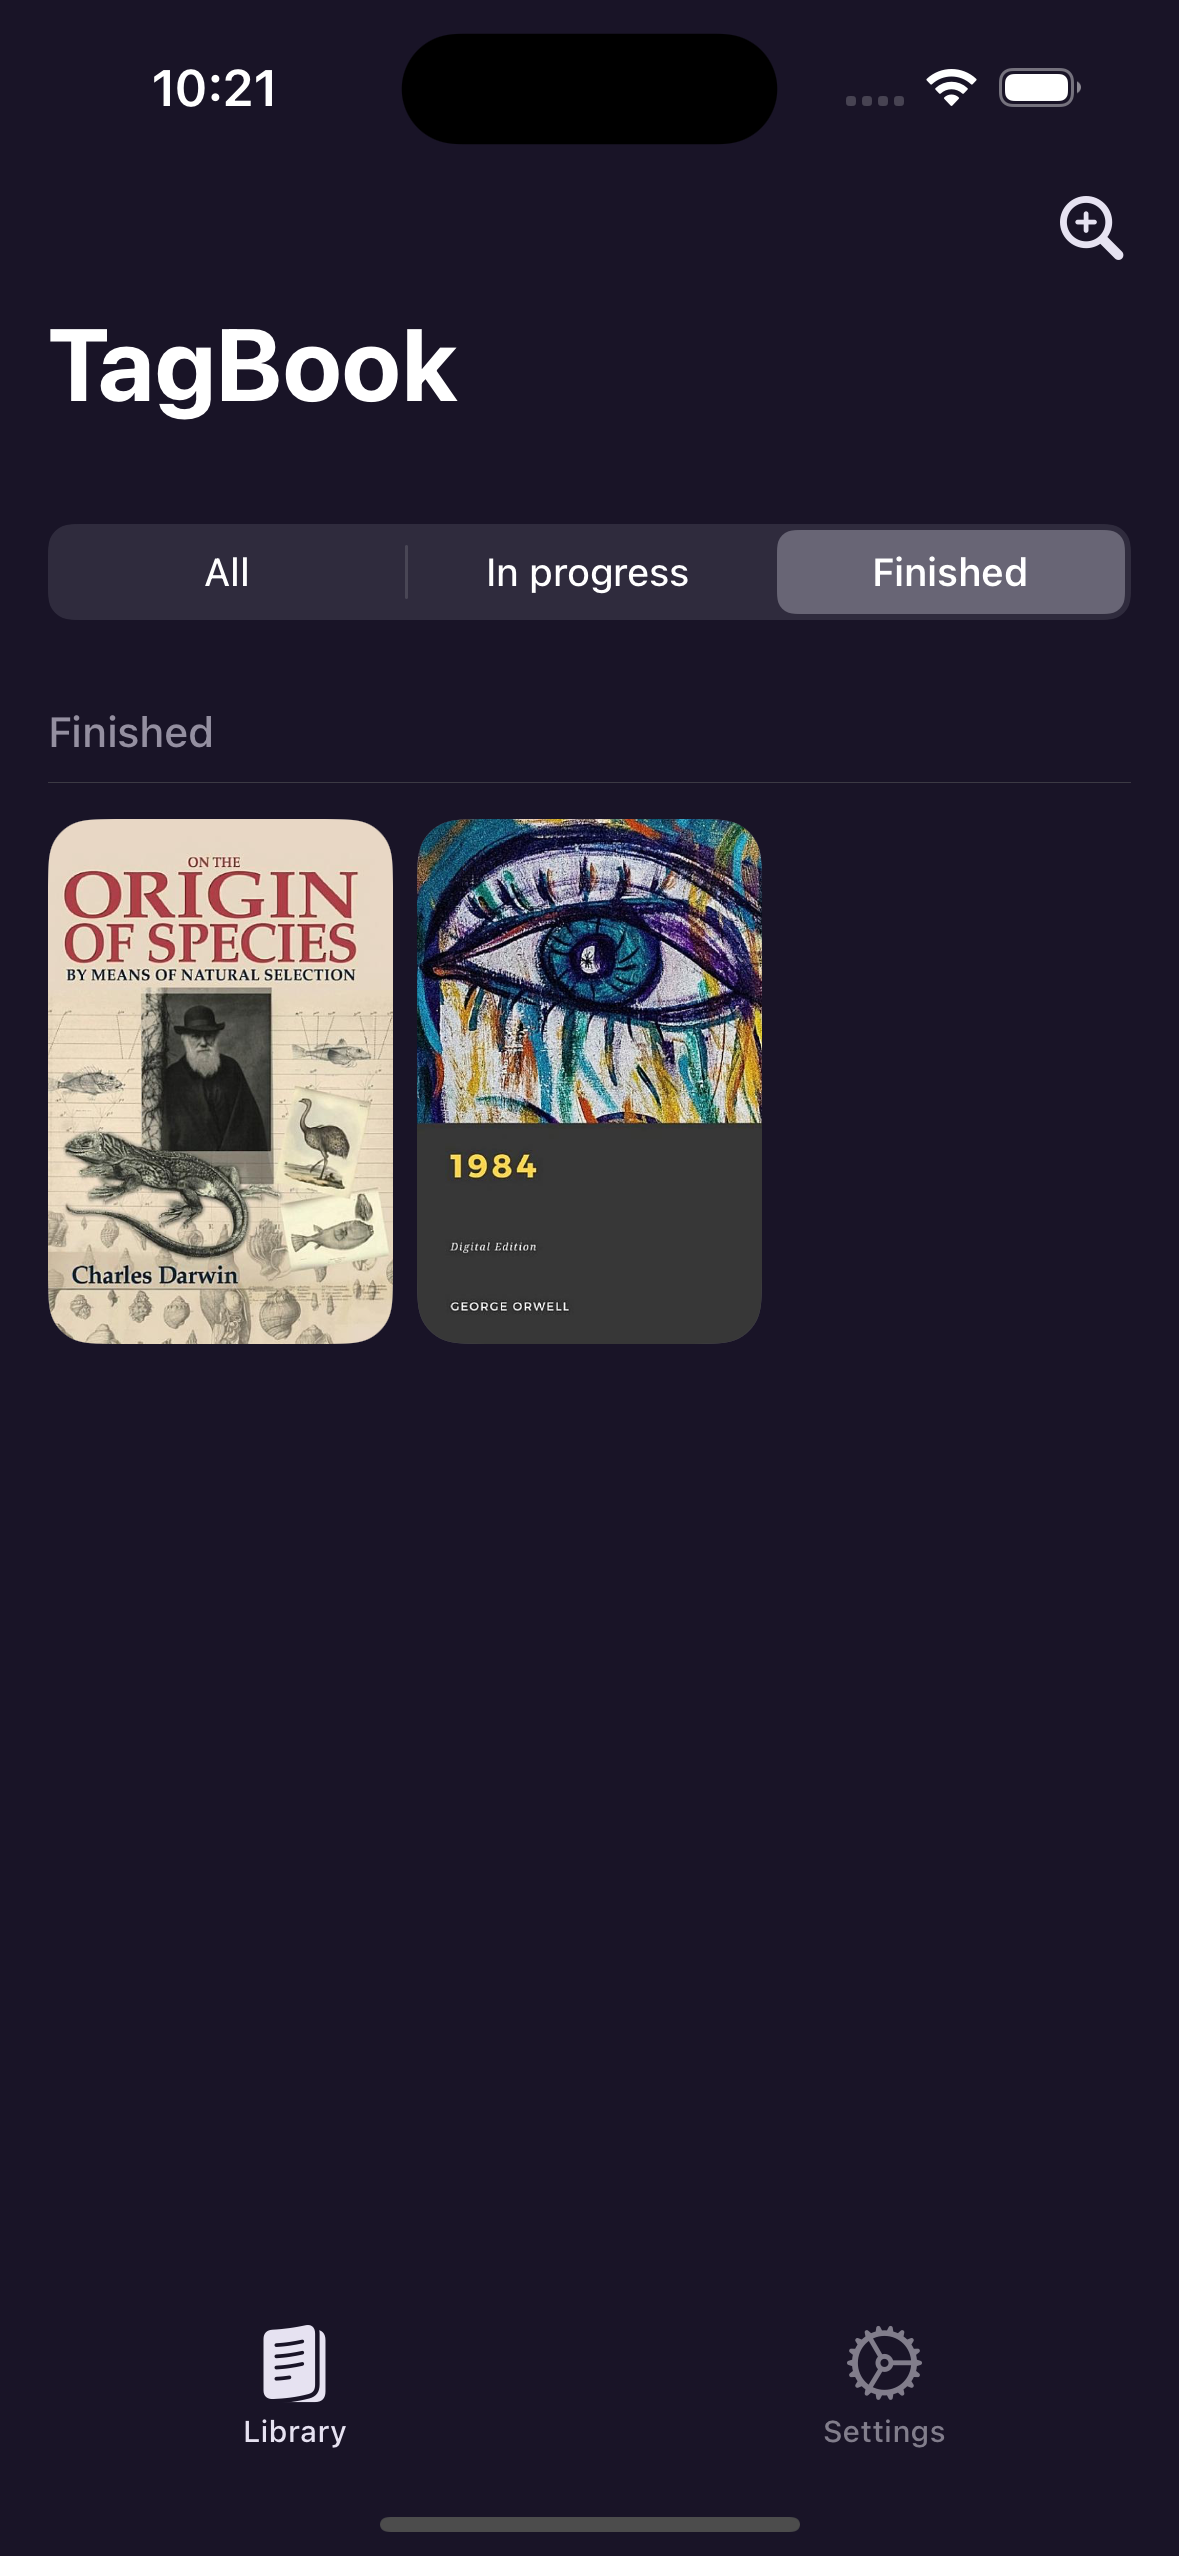 10:21
TagBook
All
In progress
Finished
Finished
ON THE
ORIGIN
OF SPECIES
BY MEANS OF NATURAL SELECTION
Charles Darwin
1984
Digital Edition
GEORGE ORWELL
Library
Settings